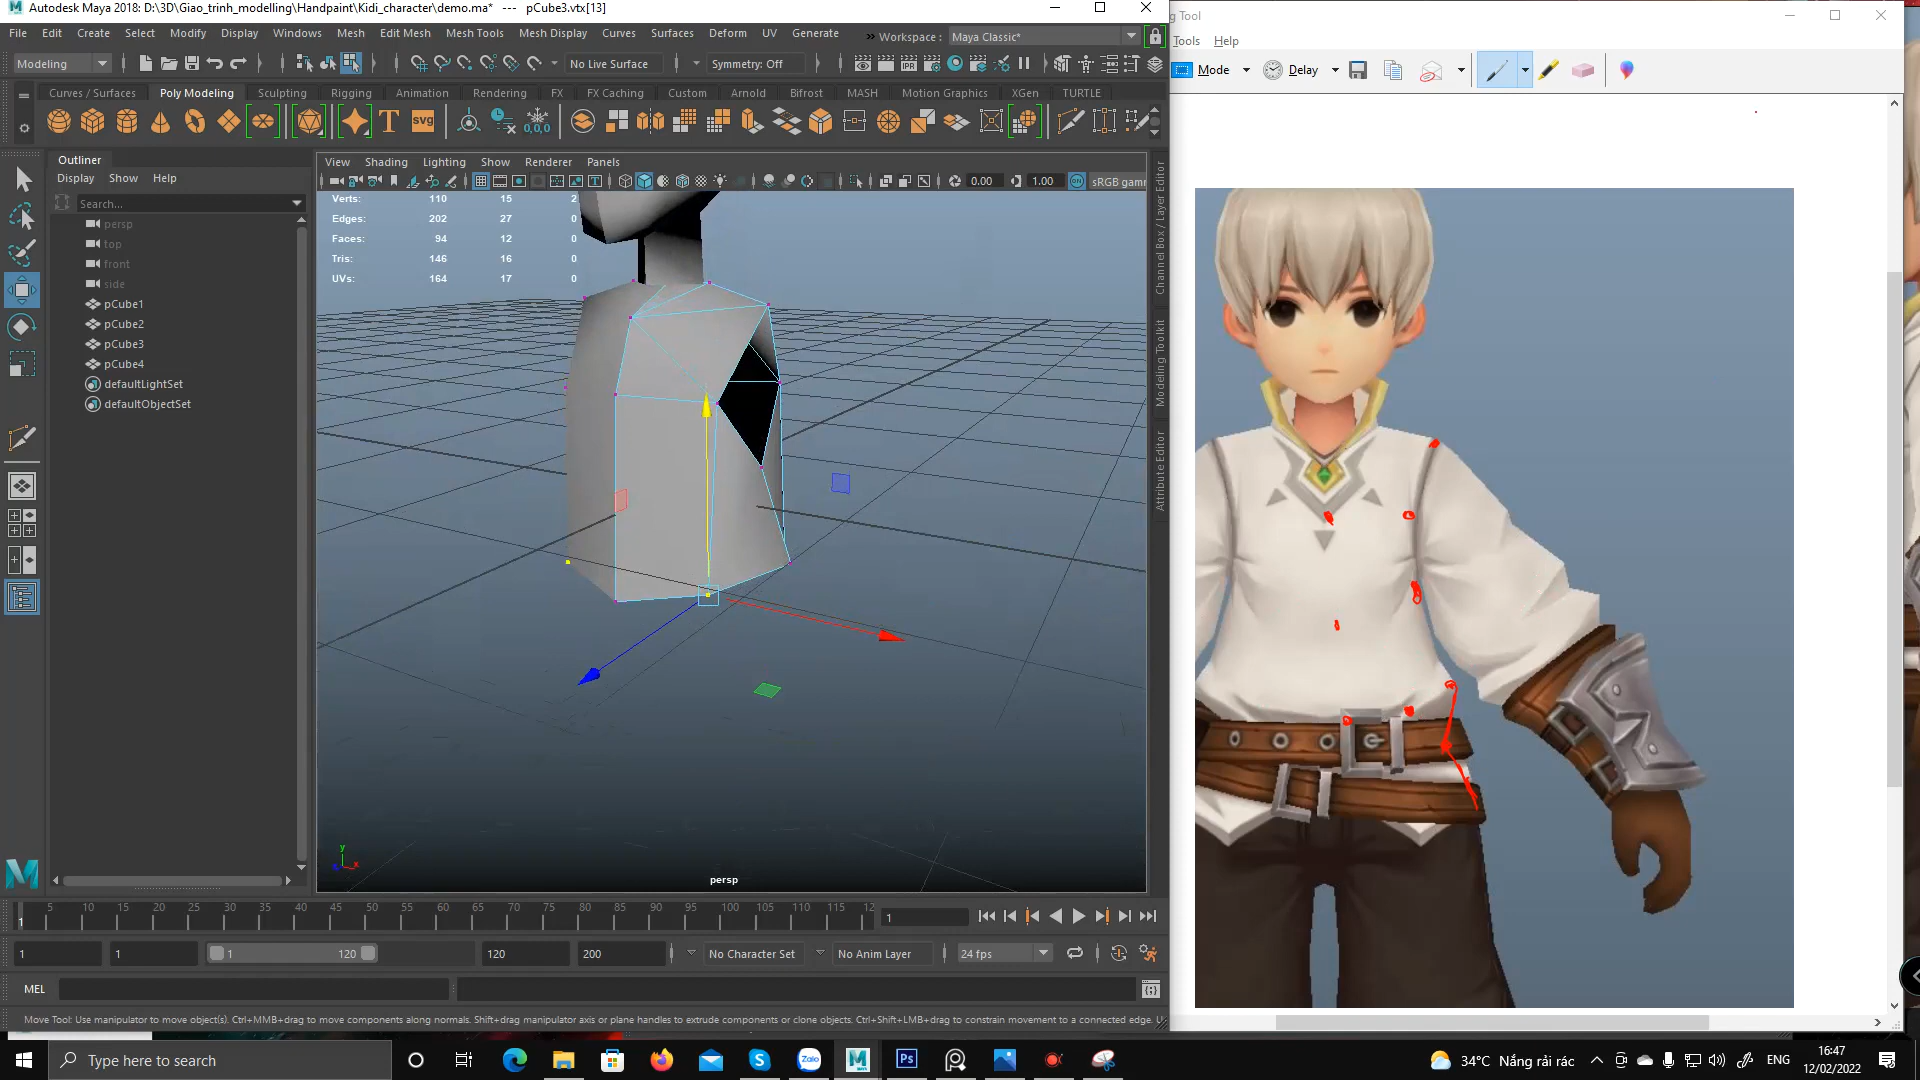 Autodesk Maya 2018: D:\3D\Giao_trinh_modelling\Handpaint\Kidi_character\demo.ma* --- pCube3.vtx[13]
File Edit Create Select Modify Display Windows Mesh Edit Mesh Mesh Tools Mesh Display Curves Surfaces Deform UV Generate » Workspace : Maya Classic*
Modeling No Live Surface Symmetry: Off
Curves / Surfaces Poly Modeling Sculpting Rigging Animation Rendering FX FX Caching Custom Arnold Bifrost MASH Motion Graphics XGen TURTLE
T svg 0,0,0
Outliner
Display Show Help
Search...
persp
top
front
side
pCube1
pCube2
pCube3
pCube4
defaultLightSet
defaultObjectSet
View Shading Lighting Show Renderer Panels
0.00 1.00 sRGB gamm
Verts: 110 15 2
Edges: 202 27 0
Faces: 94 12 0
Tris: 146 16 0
UVs: 164 17 0
y
x
persp
Channel Box / Layer Editor
Modeling Toolkit
Attribute Editor
1 5 10 15 20 25 30 35 40 45 50 55 60 65 70 75 80 85 90 95 100 105 110 115 12
1
1 1 1 120 120 200 No Character Set No Anim Layer 24 fps
MEL
Move Tool: Use manipulator to move object(s). Ctrl+MMB+drag to move components along normals. Shift+drag manipulator axis or plane handles to extrude components or clone objects. Ctrl+Shift+LMB+drag to constrain movement to a connected edge. U
g Tool
Tools Help
Mode Delay
Type here to search
Zalo
Ps
34°C Nắng rải rác
ENG
16:47
12/02/2022